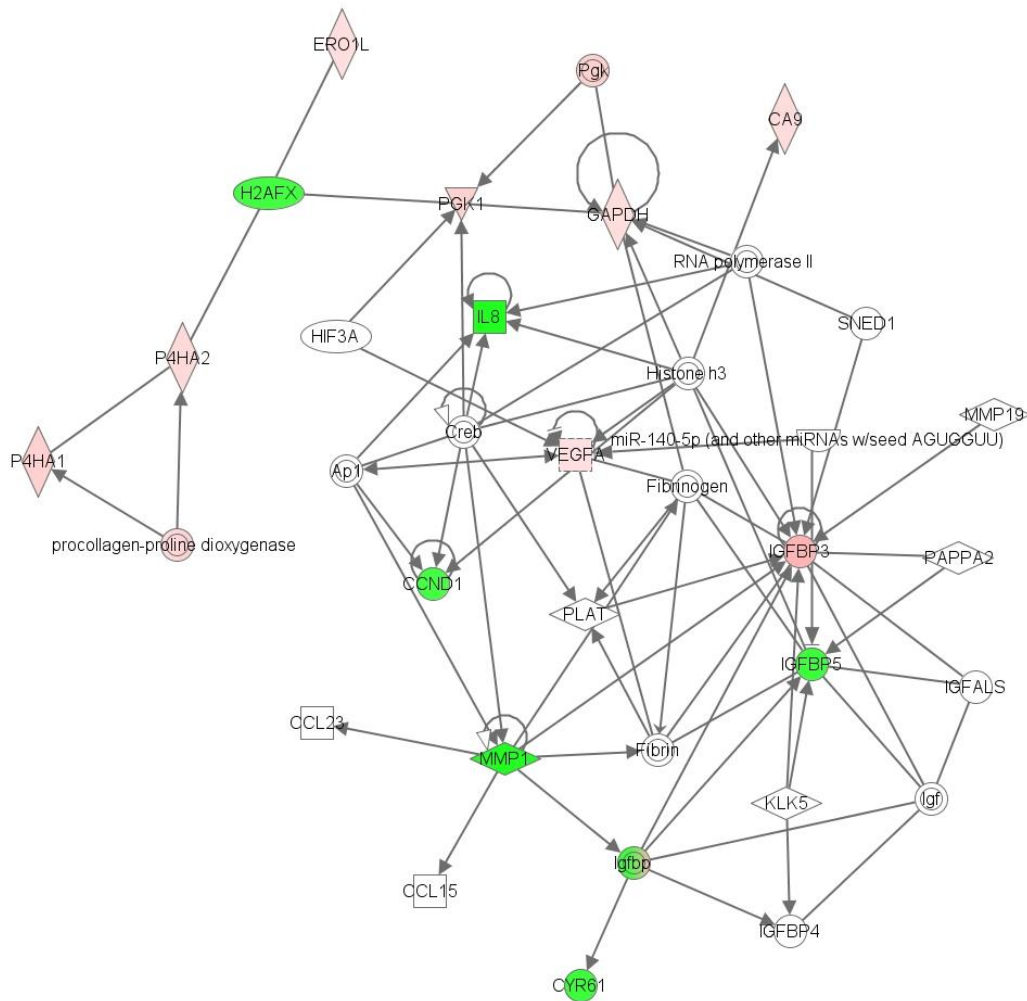 ERO1L
Pgk
CA9
H2AFX
PGK1
GAPDH
RNA polymerase II
IL8
SNED1
HIF3A
P4HA2
Histone h3
MMP19
Creb
miR-140-5p (and other miRNAs w/seed AGUGGUU)
P4HA1
VEGFA
Ap1
Fibrinogen
procollagen-proline dioxygenase
IGFBP3
PAPPA2
CCND1
PLAT
IGFBP5
IGFALS
CCL23
MMP1
Fibrin
KLK5
Igf
Igfbp
CCL15
IGFBP4
CYR61